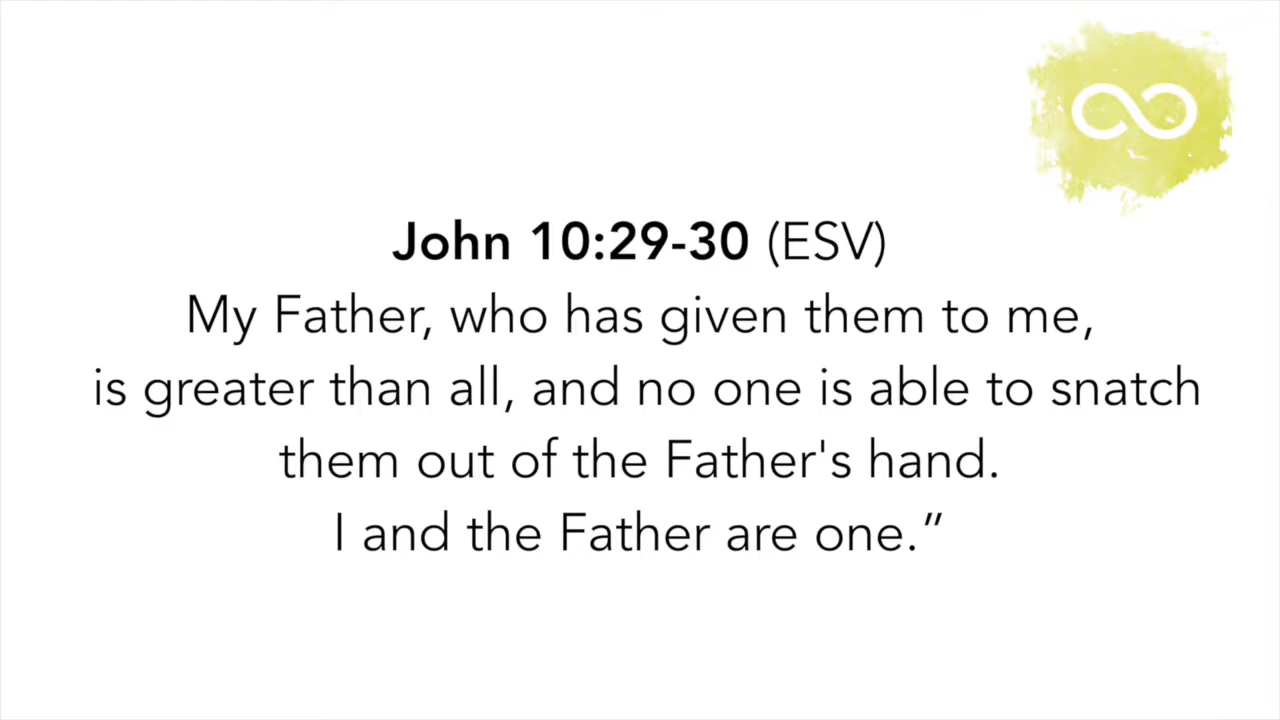 John 10:29-30 (ESV)
My Father, who has given them to me,
is greater than all, and no one is able to snatch
them out of the Father's hand.
I and the Father are one.”